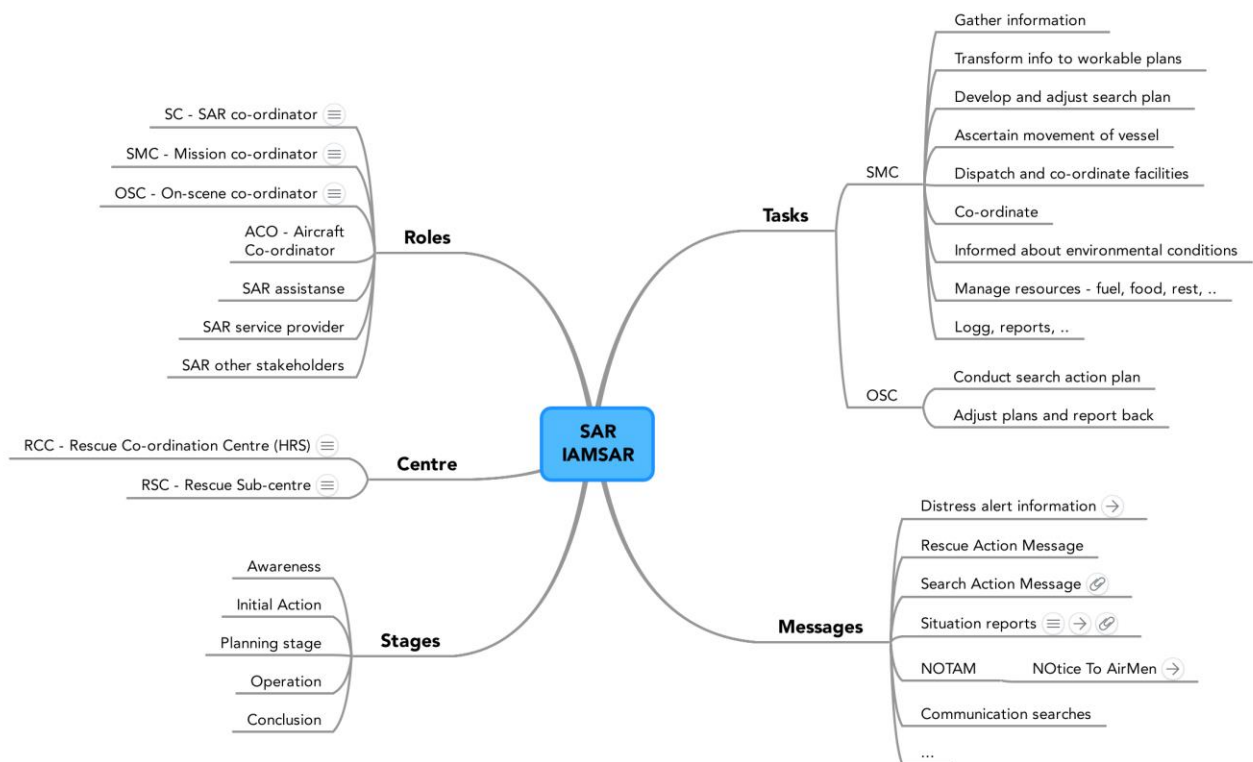 SAR
IAMSAR
Roles
SC - SAR co-ordinator
SMC - Mission co-ordinator
OSC - On-scene co-ordinator
ACO - Aircraft
Co-ordinator
SAR assistanse
SAR service provider
SAR other stakeholders
Centre
RCC - Rescue Co-ordination Centre (HRS)
RSC - Rescue Sub-centre
Stages
Awareness
Initial Action
Planning stage
Operation
Conclusion
Tasks
SMC
Gather information
Transform info to workable plans
Develop and adjust search plan
Ascertain movement of vessel
Dispatch and co-ordinate facilities
Co-ordinate
Informed about environmental conditions
Manage resources - fuel, food, rest, ..
Logg, reports, ..
OSC
Conduct search action plan
Adjust plans and report back
Messages
Distress alert information
Rescue Action Message
Search Action Message
Situation reports
NOTAM
NOtice To AirMen
Communication searches
...